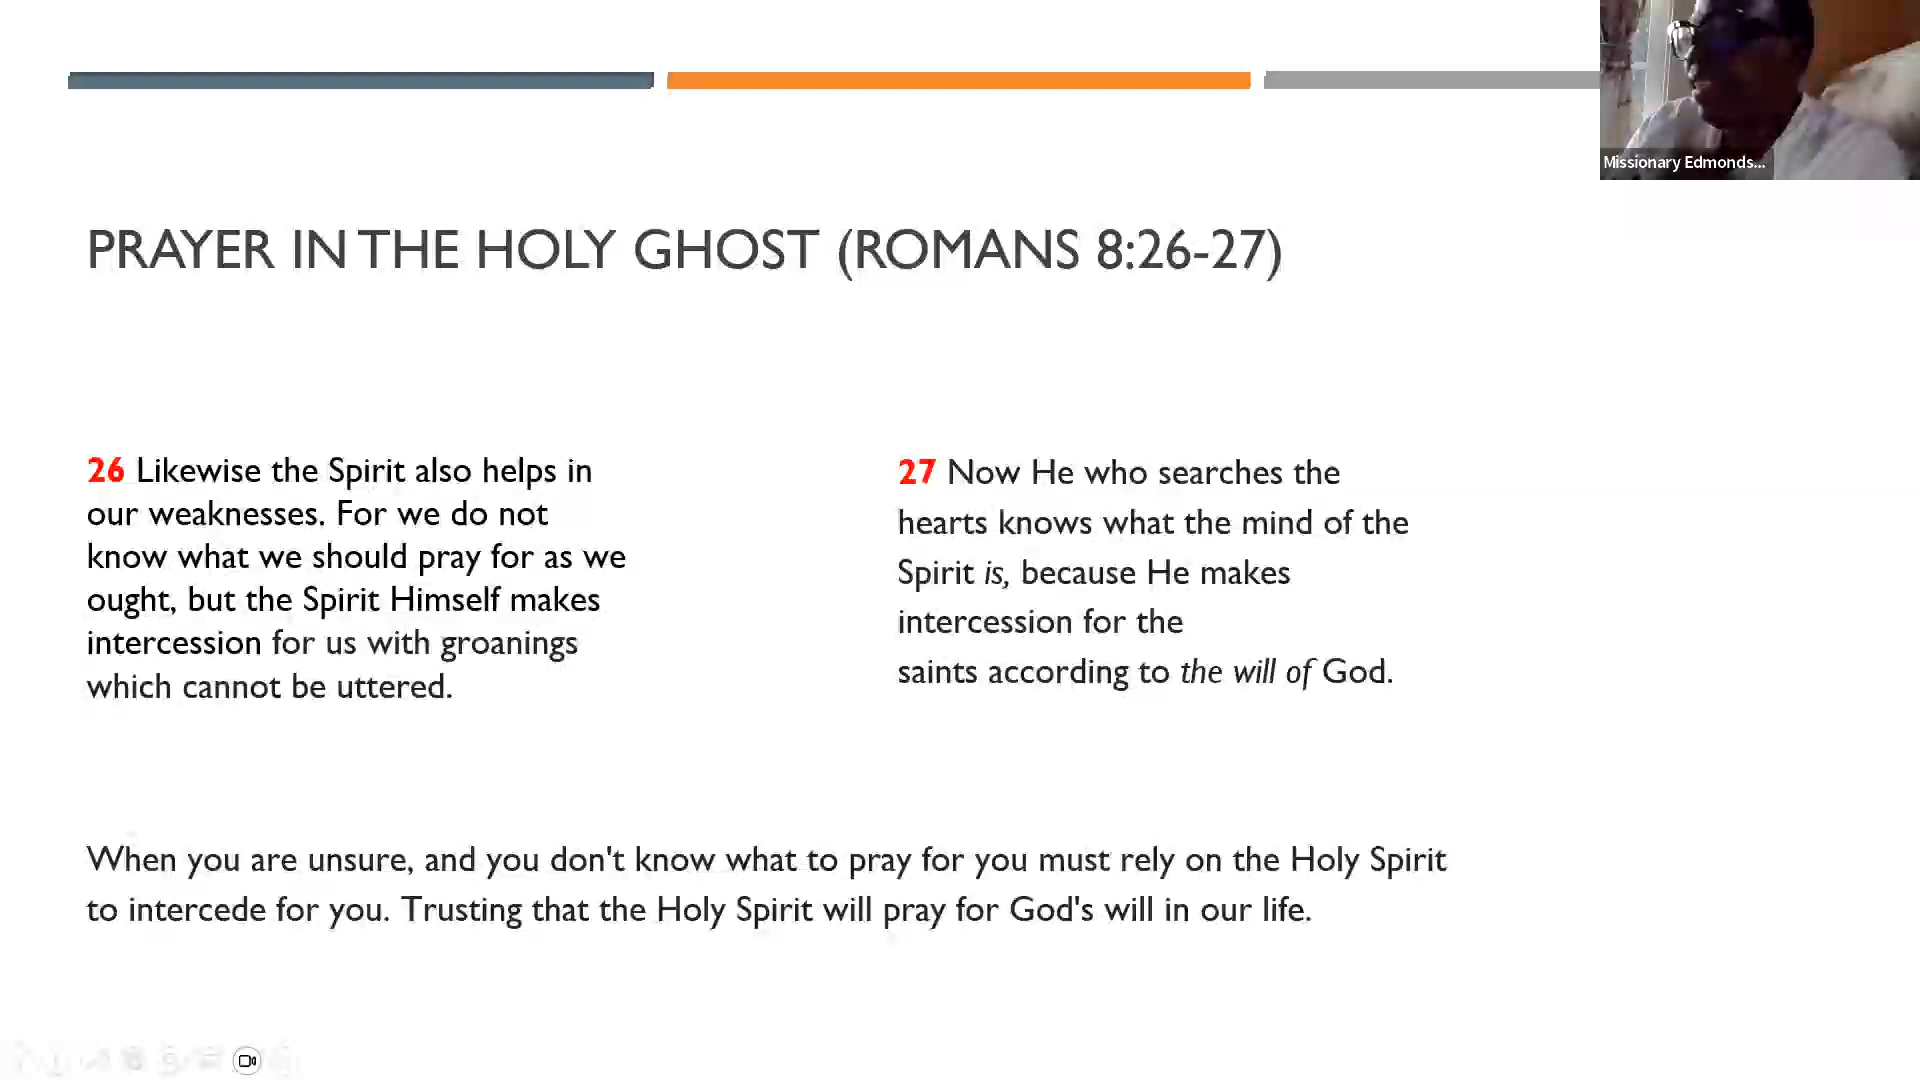 Missionary Edmonds...
PRAYER IN THE HOLY GHOST (ROMANS 8:26-27)
26 Likewise the Spirit also helps in
our weaknesses. For we do not
know what we should pray for as we
ought, but the Spirit Himself makes
intercession for us with groanings
which cannot be uttered.
27 Now He who searches the
hearts knows what the mind of the
Spirit is, because He makes
intercession for the
saints according to the will of God.
When you are unsure, and you don't know what to pray for you must rely on the Holy Spirit
to intercede for you. Trusting that the Holy Spirit will pray for God's will in our life.